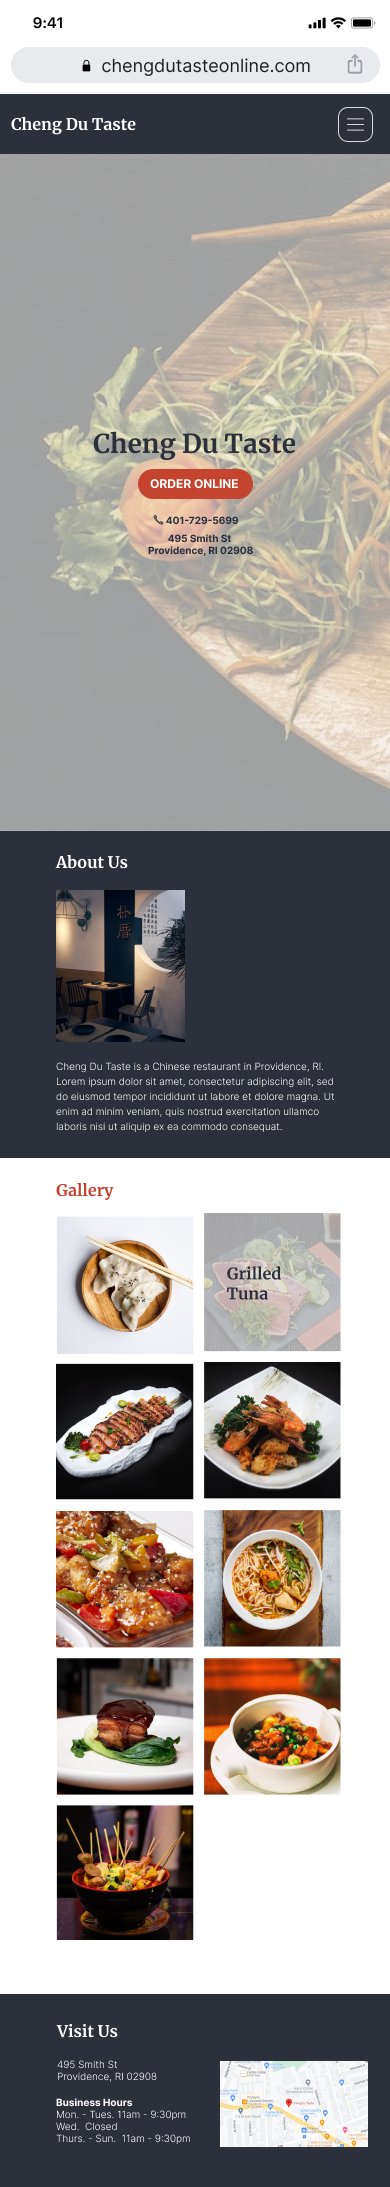 9:41
chengdutasteonline.com
Cheng Du Taste
Cheng Du Taste
ORDER ONLINE
401-729-5699
495 Smith St
Providence, RI 02908
About Us
朴
Cheng Du Taste is a Chinese restaurant in Providence, RI.
Lorem ipsum dolor sit amet, consectetur adipiscing elit, sed
do eiusmod tempor incididunt ut labore et dolore magna. Ut
enim ad minim veniam, quis nostrud exercitation ullamco
laboris nisi ut aliquip ex ea commodo consequat.
Gallery
Grilled
Tuna
Visit Us
495 Smith St
Providence, RI 02908
Business Hours
Mon. - Tues. 11am - 9:30pm
Wed.  Closed
Thurs. - Sun.  11am - 9:30pm